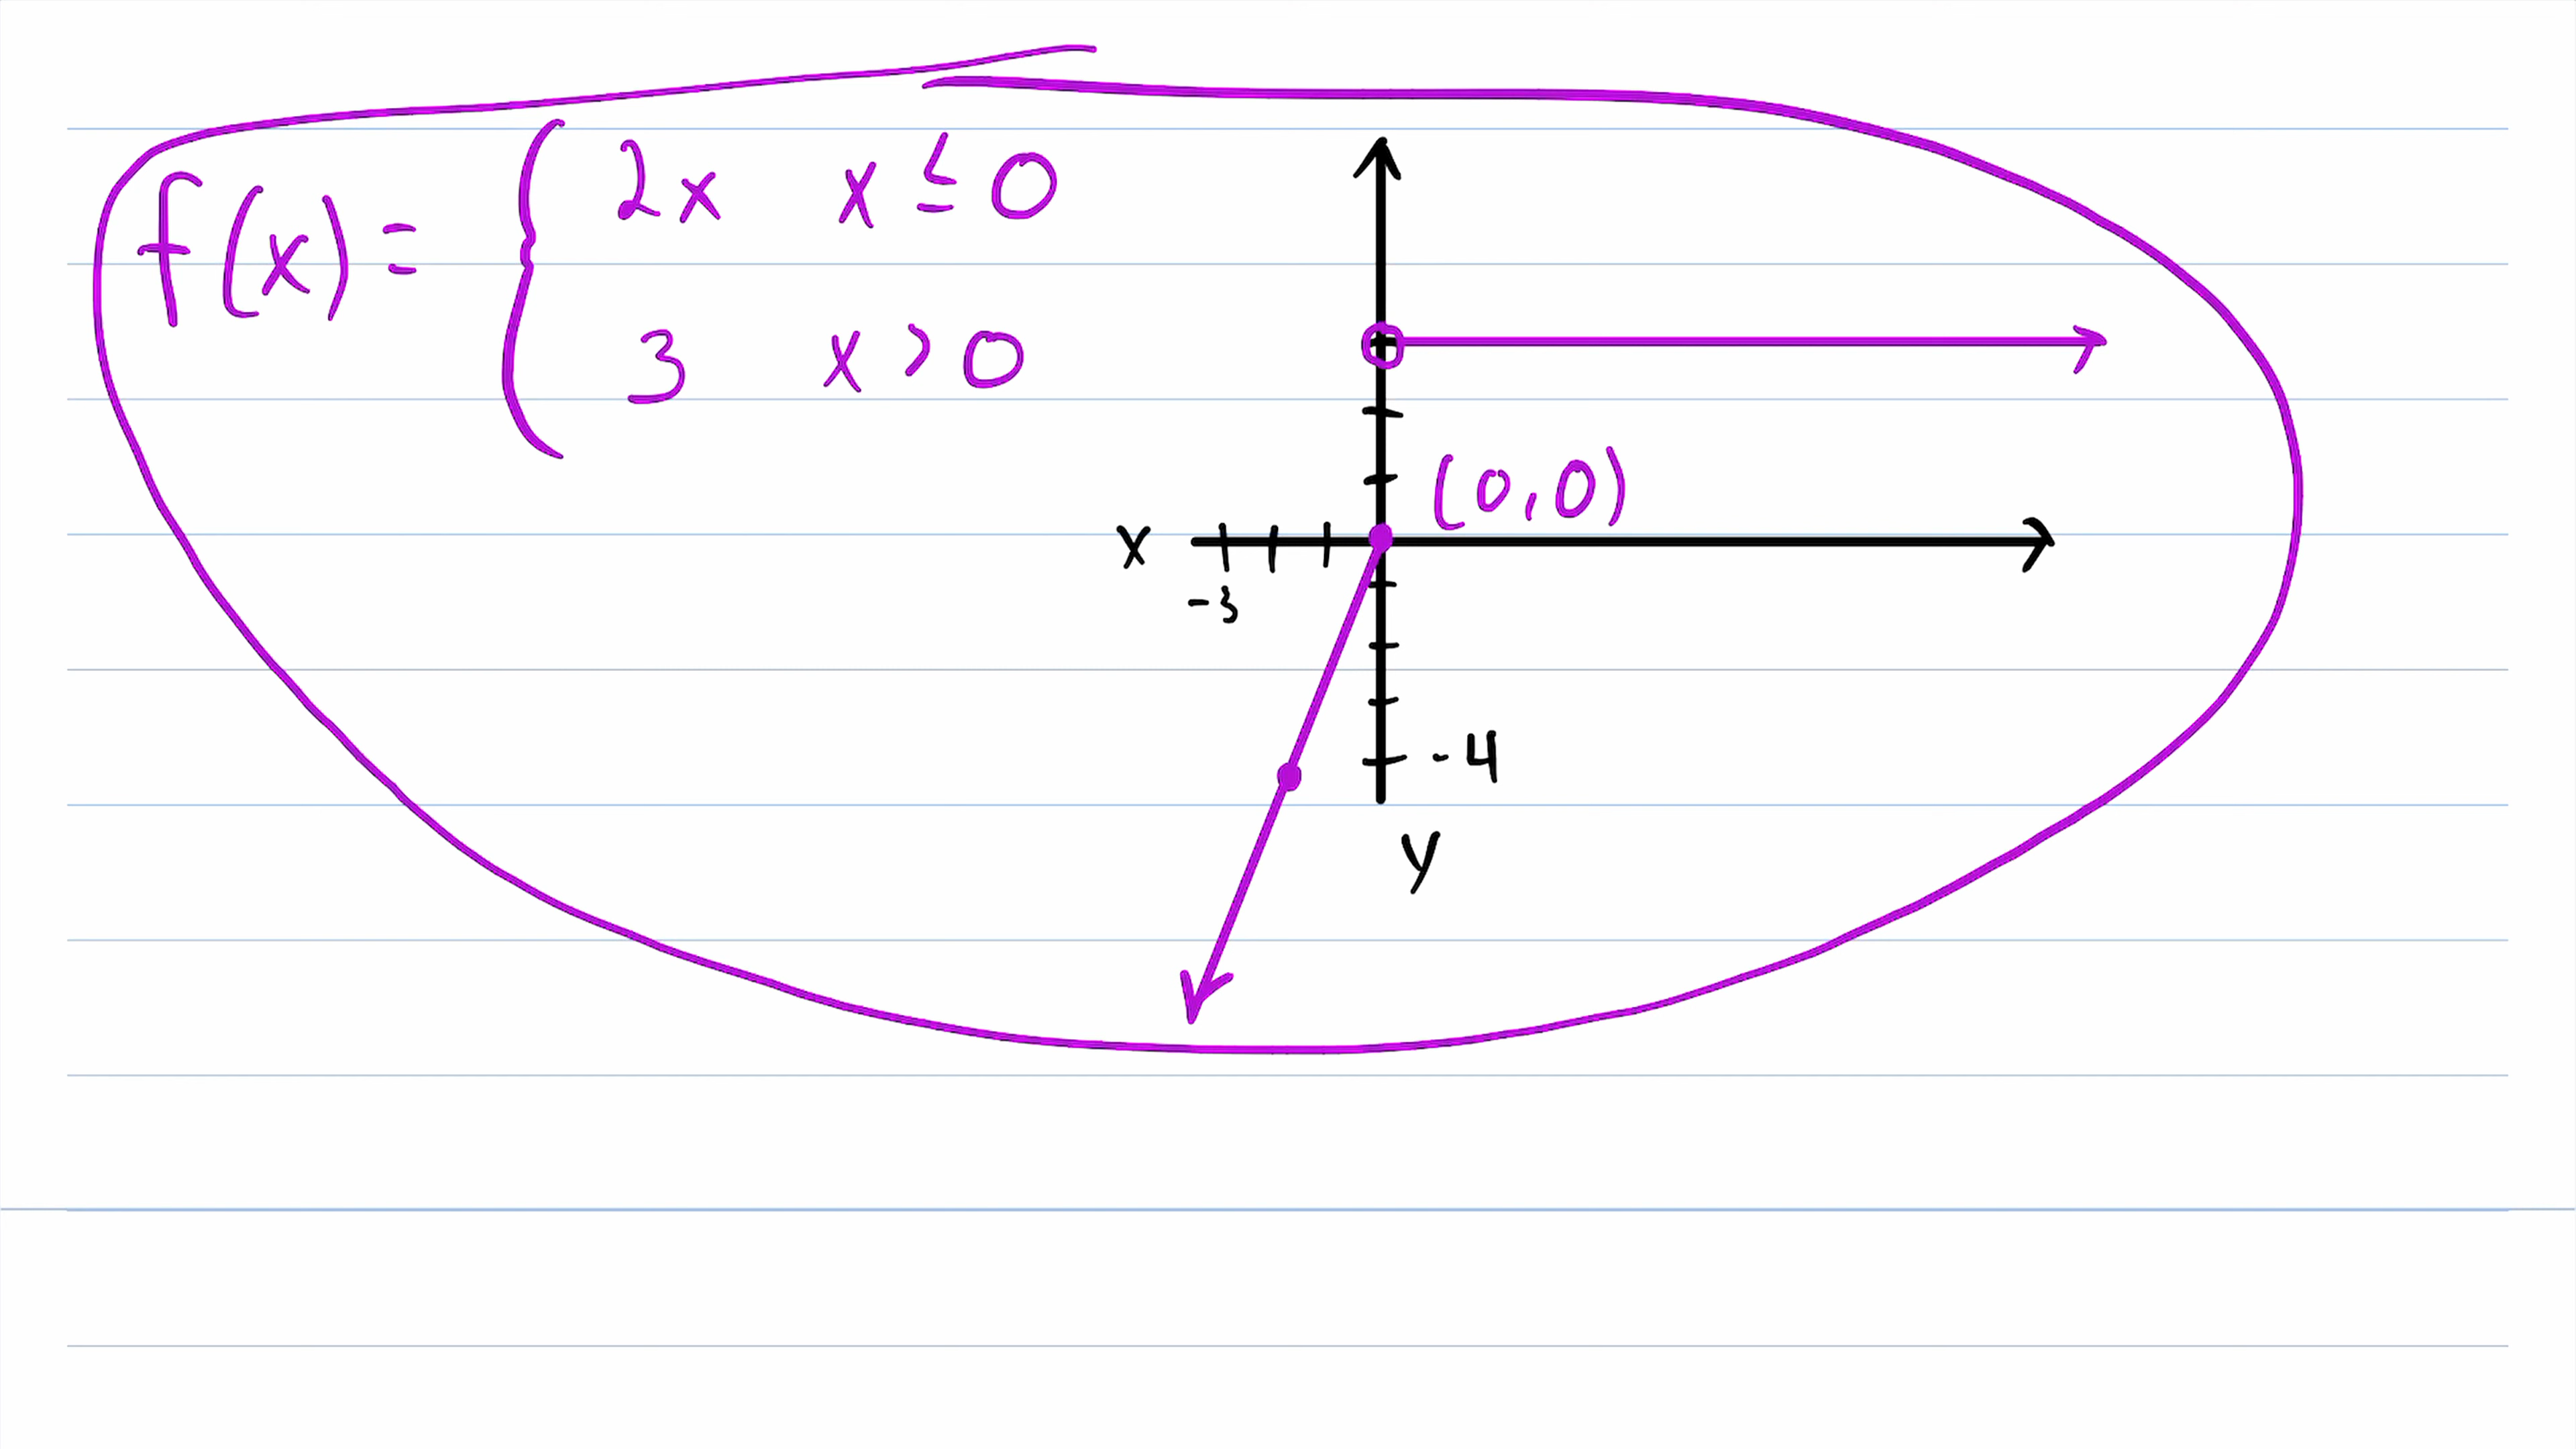 f(x) = { 2x x ≤ 0
3 x > 0
(0,0)
x
-3
-4
y